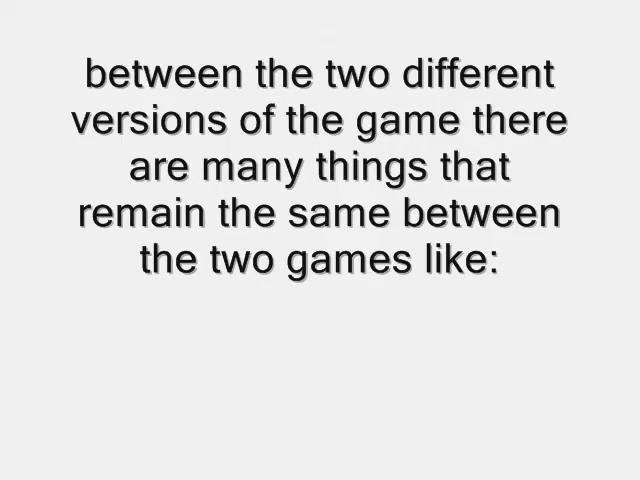 between the two different
versions of the game there
are many things that
remain the same between
the two games like: